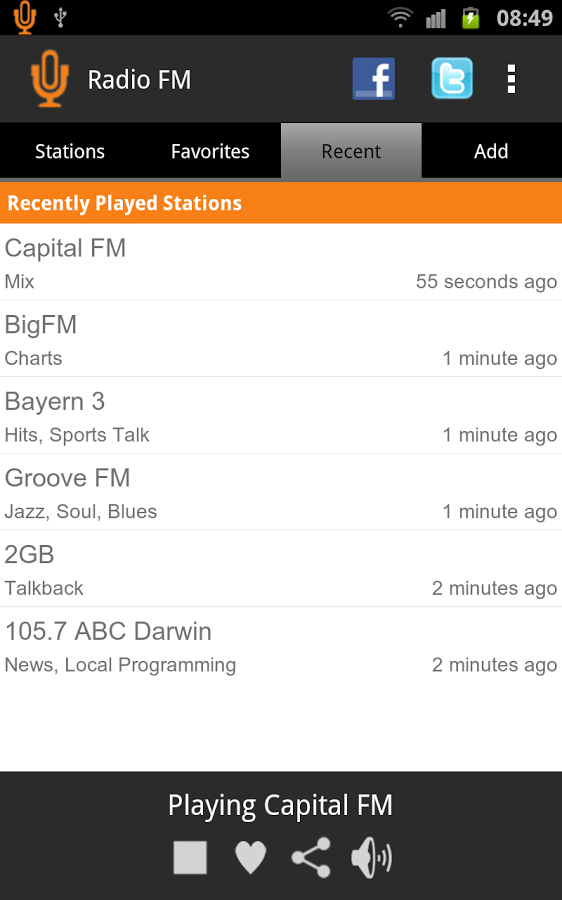 08:49
Radio FM
Stations Favorites Recent Add
Recently Played Stations
Capital FM
Mix 55 seconds ago
BigFM
Charts 1 minute ago
Bayern 3
Hits, Sports Talk 1 minute ago
Groove FM
Jazz, Soul, Blues 1 minute ago
2GB
Talkback 2 minutes ago
105.7 ABC Darwin
News, Local Programming 2 minutes ago
Playing Capital FM